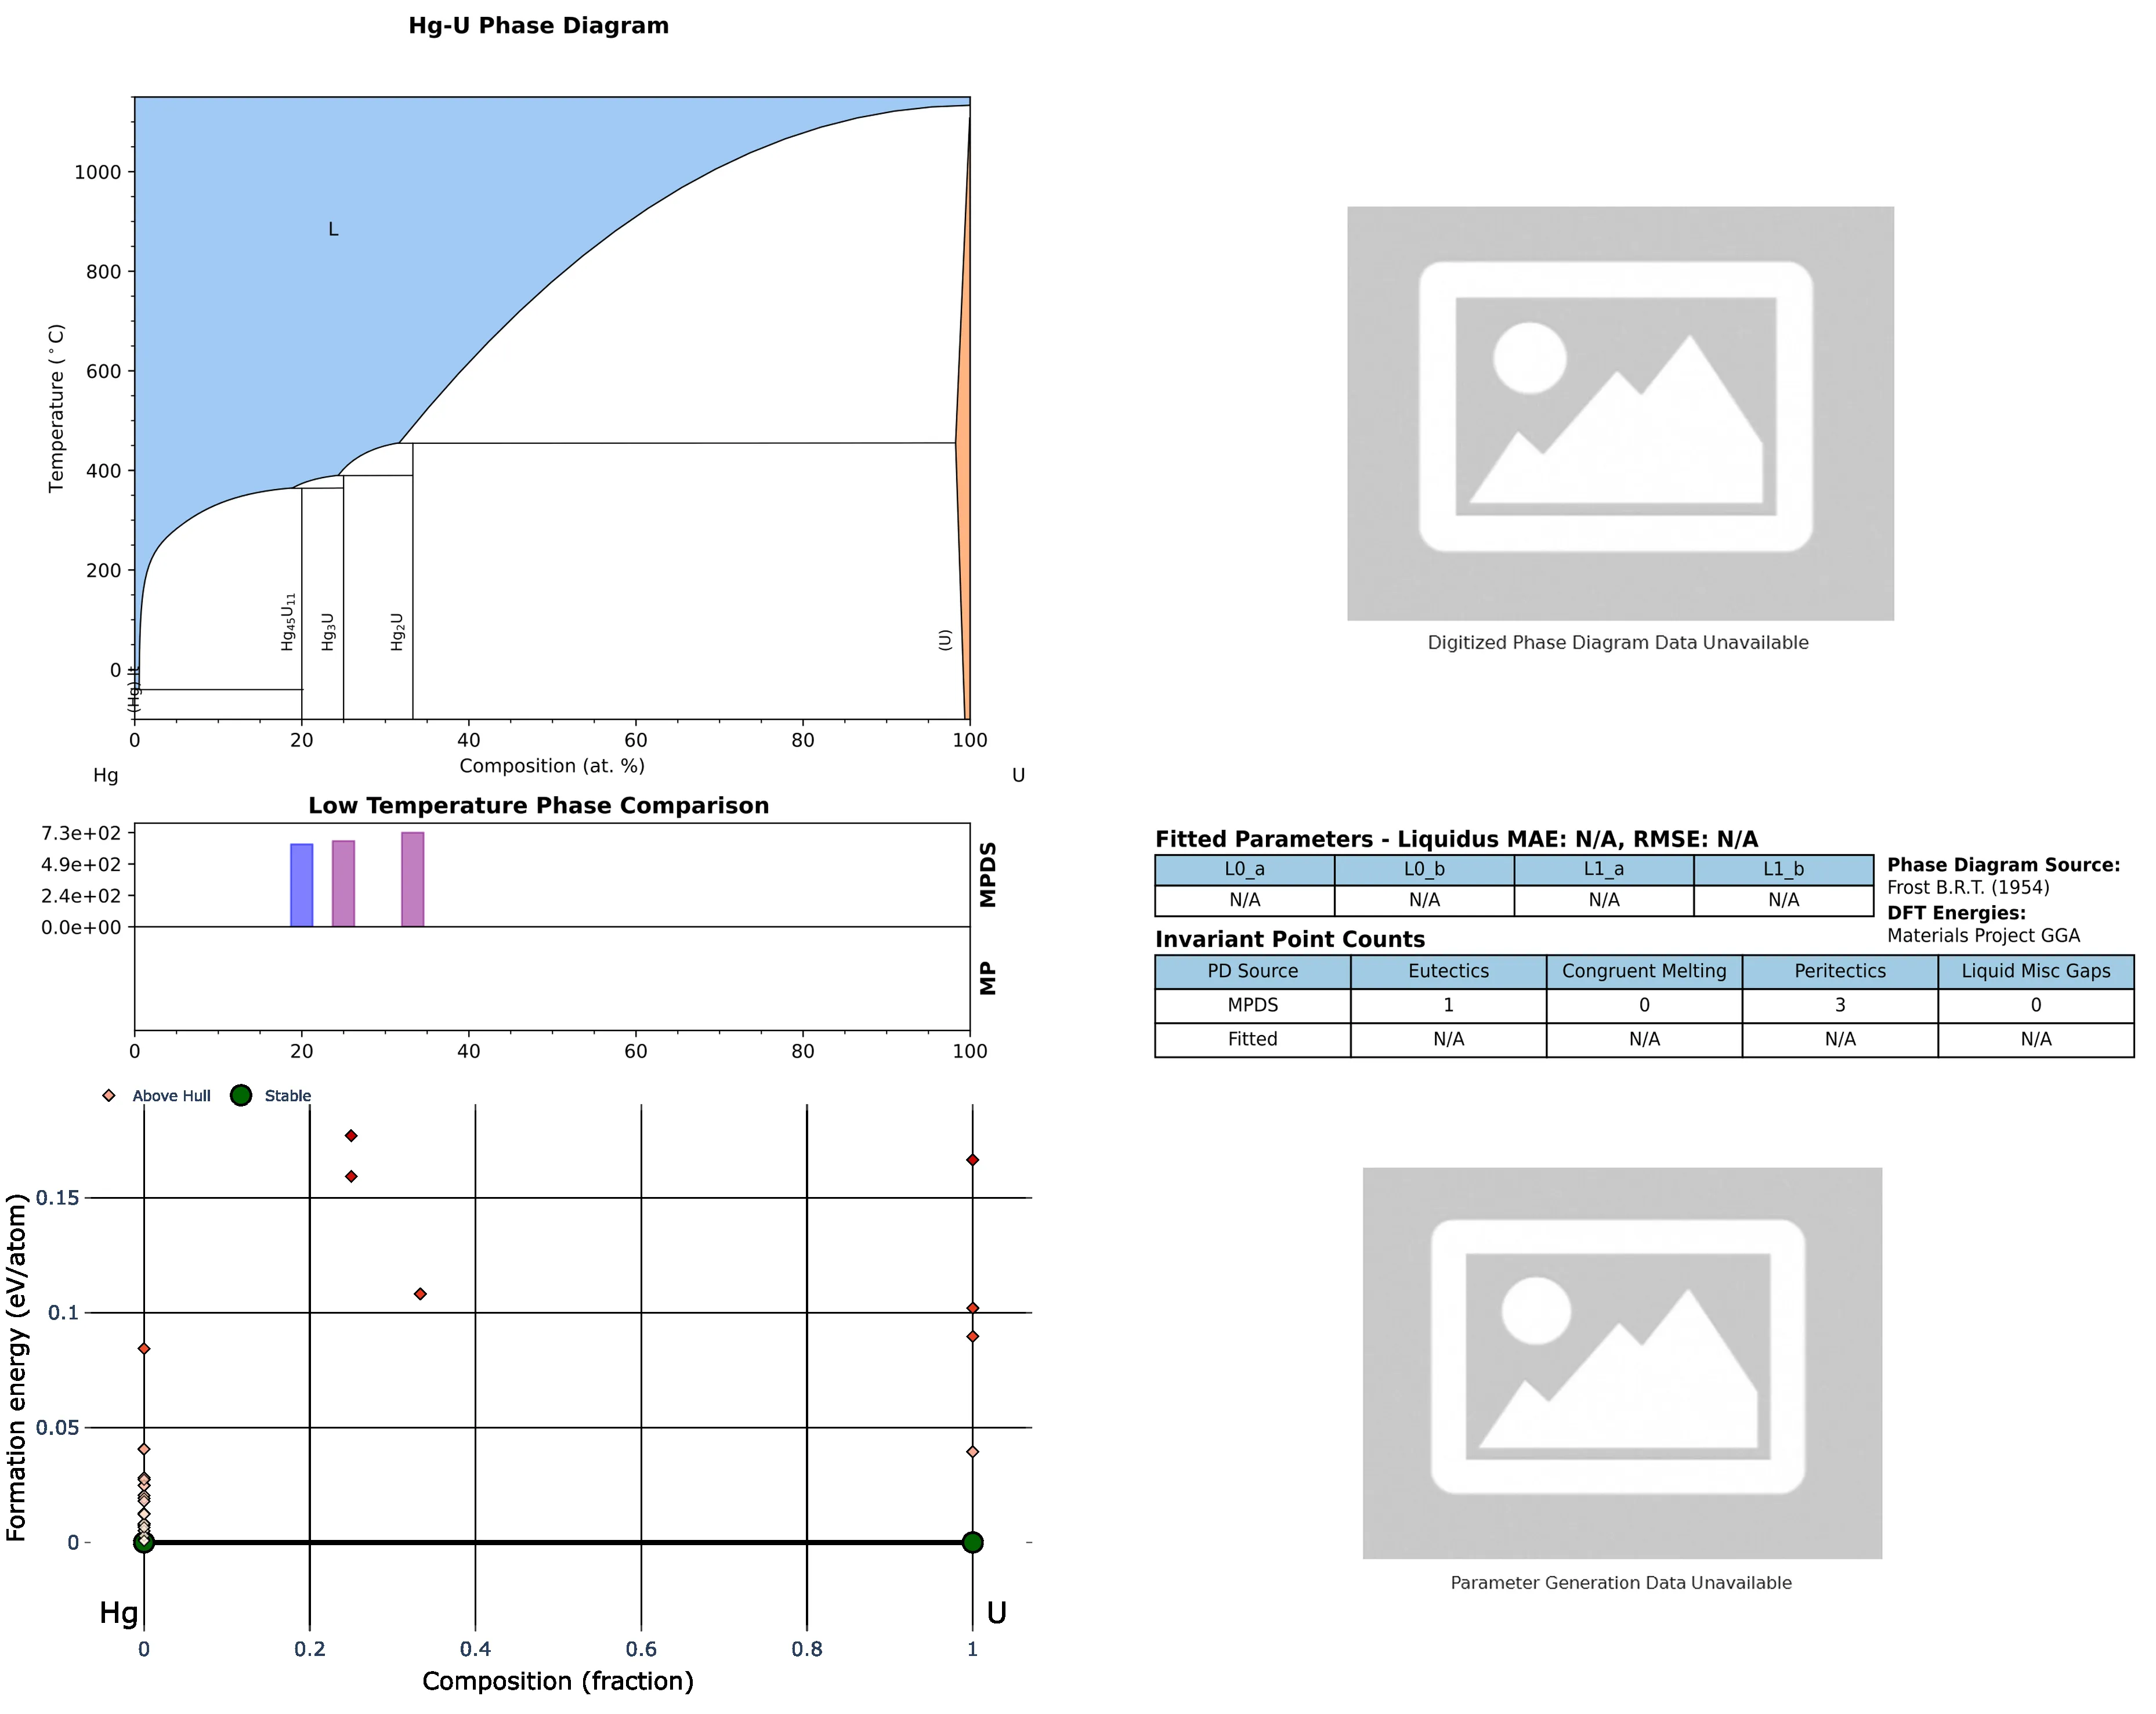 Hg-U Phase Diagram
1000
800
600
400
200
0
Temperature (°C)
L
Hg45U11
Hg3U
Hg2U
(U)
(Hg) lt
0 20 40 60 80 100
Composition (at. %)
Hg U
Digitized Phase Diagram Data Unavailable
Low Temperature Phase Comparison
7.3e+02
4.9e+02
2.4e+02
0.0e+00
MPDS
MP
0 20 40 60 80 100
Fitted Parameters - Liquidus MAE: N/A, RMSE: N/A
L0_a L0_b L1_a L1_b
N/A N/A N/A N/A
Phase Diagram Source:
Frost B.R.T. (1954)
DFT Energies:
Materials Project GGA
Invariant Point Counts
PD Source Eutectics Congruent Melting Peritectics Liquid Misc Gaps
MPDS 1 0 3 0
Fitted N/A N/A N/A N/A
Above Hull Stable
0.15
0.1
0.05
0
Formation energy (eV/atom)
Hg U
0 0.2 0.4 0.6 0.8 1
Composition (fraction)
Parameter Generation Data Unavailable